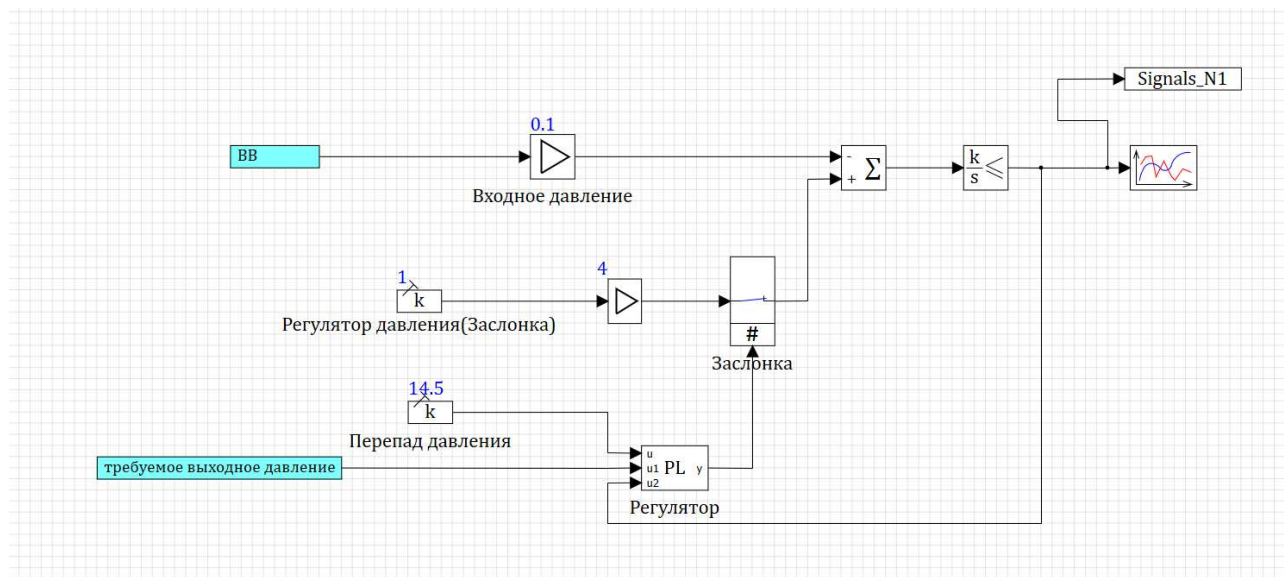 Signals_N1
0.1
BB
- 
+ Σ
k
s ≤
Входное давление
4
1
k
Регулятор давления(Заслонка)
#
Заслонка
14.5
k
Перепад давления
u
требуемое выходное давление
u1 PL y
u2
Регулятор